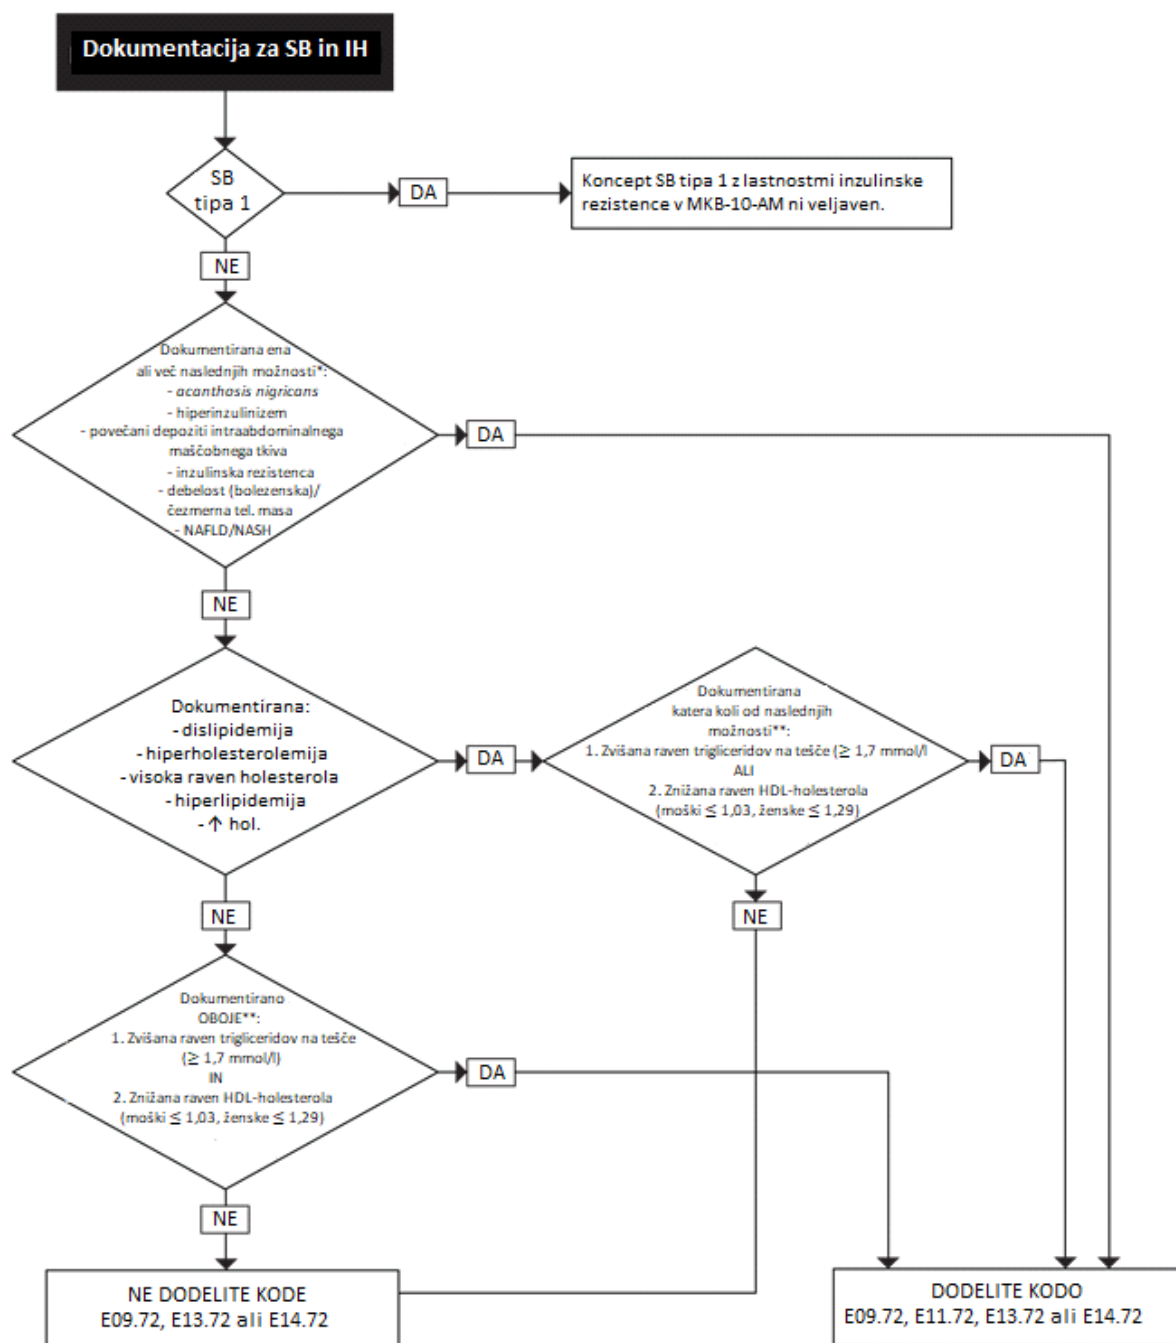 Dokumentacija za SB in IH
SB
tipa 1
DA
Koncept SB tipa 1 z lastnostmi inzulinske
rezistence v MKB-10-AM ni veljaven.
NE
Dokumentirana ena
ali več naslednjih možnosti*:
- acanthosis nigricans
- hiperinzulinizem
- povečani depoziti intraabdominalnega
maščobnega tkiva
- inzulinska rezistenca
- debelost (bolezenska)/
čezmerna tel. masa
- NAFLD/NASH
DA
NE
Dokumentirana:
- dislipidemija
- hiperholesterolemija
- visoka raven holesterola
- hiperlipidemija
- ↑ hol.
DA
Dokumentirana
katera koli od naslednjih
možnosti**:
1. Zvišana raven trigliceridov na tešče (≥ 1,7 mmol/l
ALI
2. Znižana raven HDL-holesterola
(moški ≤ 1,03, ženske ≤ 1,29)
DA
NE
NE
Dokumentirano
OBOJE**:
1. Zvišana raven trigliceridov na tešče
(≥ 1,7 mmol/l)
IN
2. Znižana raven HDL-holesterola
(moški ≤ 1,03, ženske ≤ 1,29)
DA
NE
NE DODELITE KODE
E09.72, E13.72 ali E14.72
DODELITE KODO
E09.72, E11.72, E13.72 ali E14.72